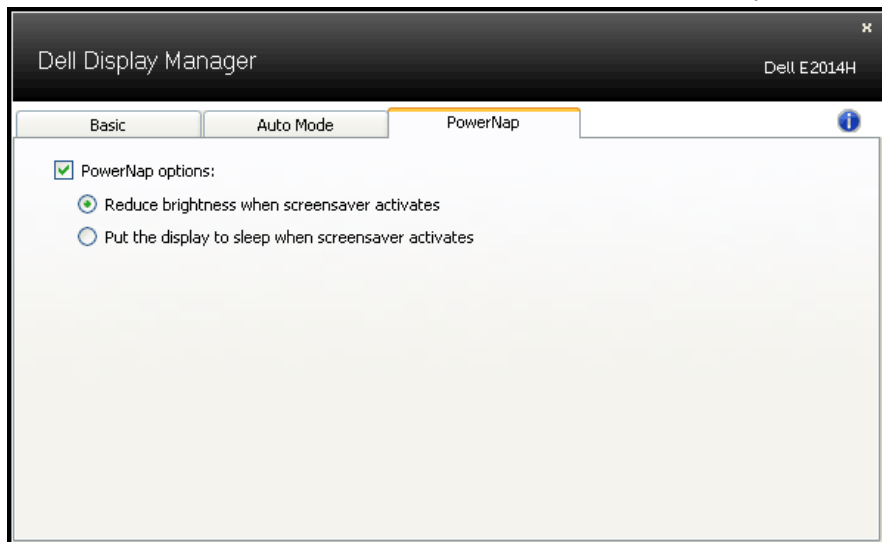 x
Dell Display Manager
Dell E2014H
Basic
Auto Mode
PowerNap
i
PowerNap options:
Reduce brightness when screensaver activates
Put the display to sleep when screensaver activates